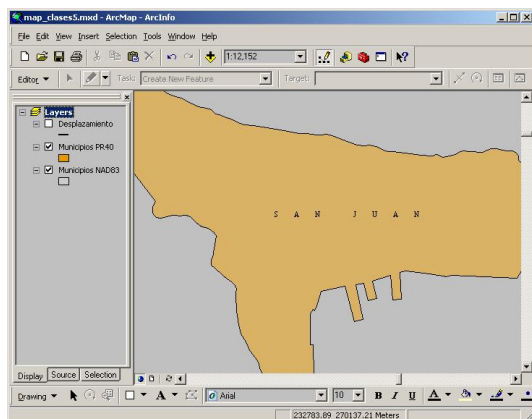 map_clases5.mxd - ArcMap - ArcInfo
File Edit View Insert Selection Tools Window Help
1:12,152
Editor Task: Create New Feature Target:
Layers
Desplazamiento
Municipios PR40
Municipios NAD83
S A N J U A N
Display Source Selection
Drawing A Arial 10 B I U A
232783.89 270137.21 Meters